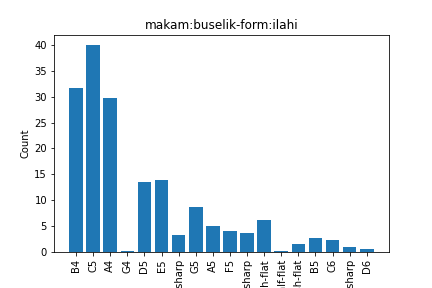 makam:buselik-form:ilahi
40
35
30
25
20
15
10
5
0
Count
B4
C5
A4
G4
D5
E5
sharp
G5
A5
F5
sharp
h-flat
lf-flat
h-flat
B5
C6
sharp
D6